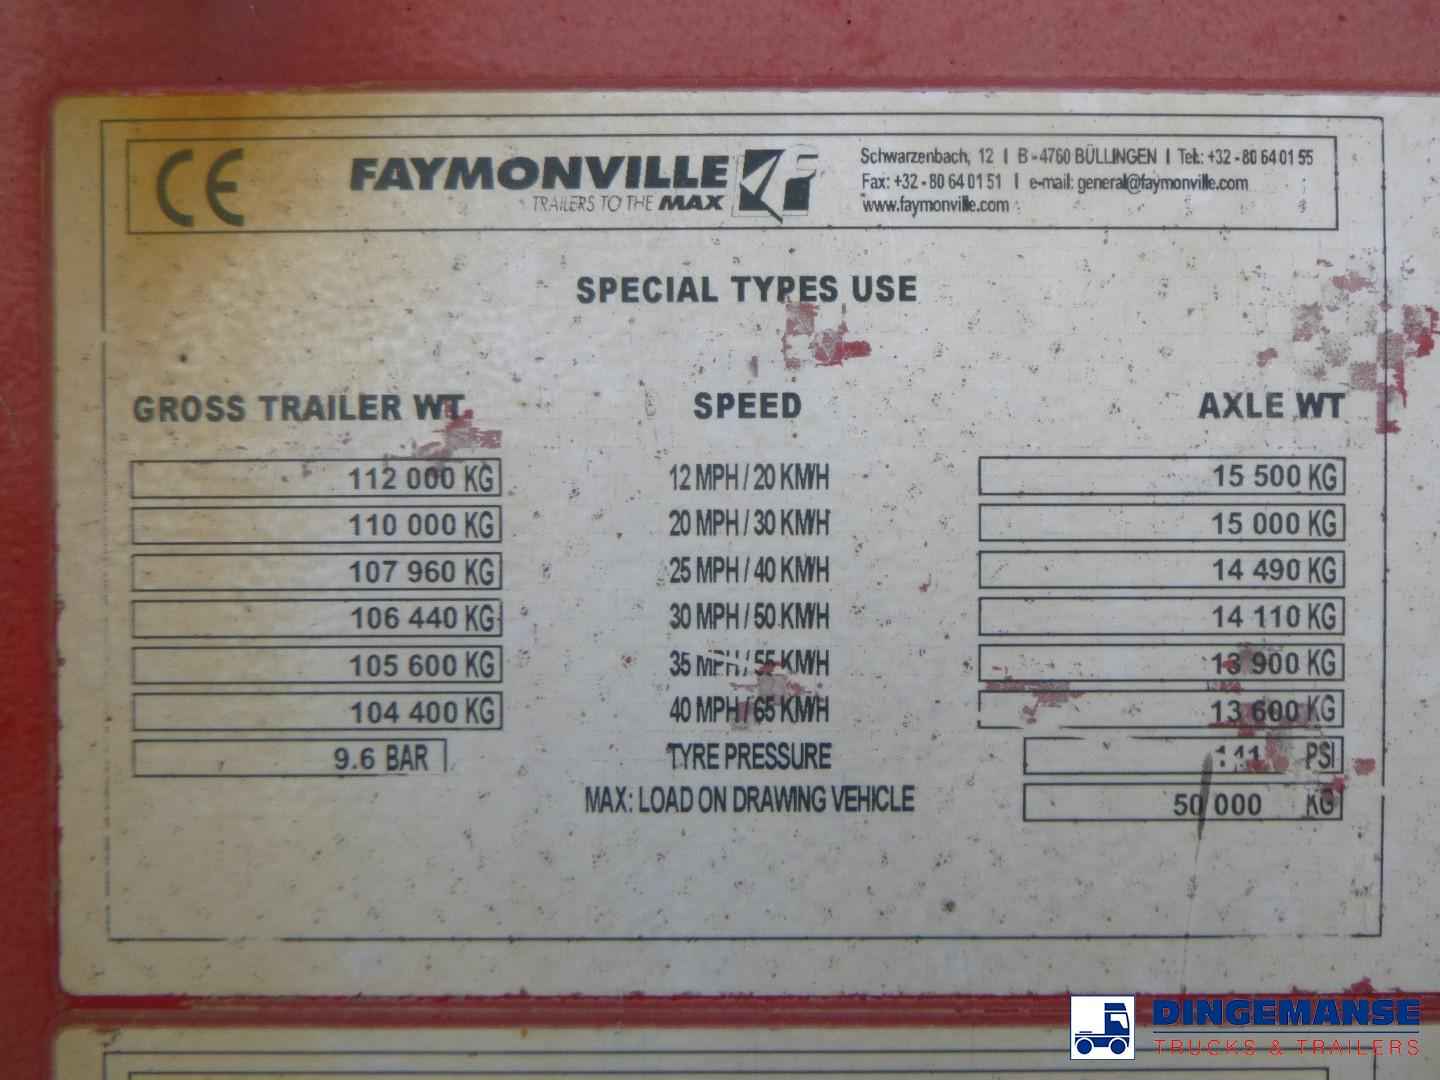 CE FAYMONVILLE TRAILERS TO THE MAX
Schwarzenbach, 12 I B - 4760 BÜLLINGEN I Tel.: +32 - 80 64 01 55
Fax: +32 - 80 64 01 51 I e-mail: general@faymonville.com
www.faymonville.com
SPECIAL TYPES USE
GROSS TRAILER WT. SPEED AXLE WT
112 000 KG 12 MPH / 20 KM/H 15 500 KG
110 000 KG 20 MPH / 30 KM/H 15 000 KG
107 960 KG 25 MPH / 40 KM/H 14 490 KG
106 440 KG 30 MPH / 50 KM/H 14 110 KG
105 600 KG 35 MPH / 55 KM/H 13 900 KG
104 400 KG 40 MPH / 65 KM/H 13 600 KG
9.6 BAR TYRE PRESSURE PSI
MAX: LOAD ON DRAWING VEHICLE 50 000 KG
DINGEMANSE
TRUCKS & TRAILERS